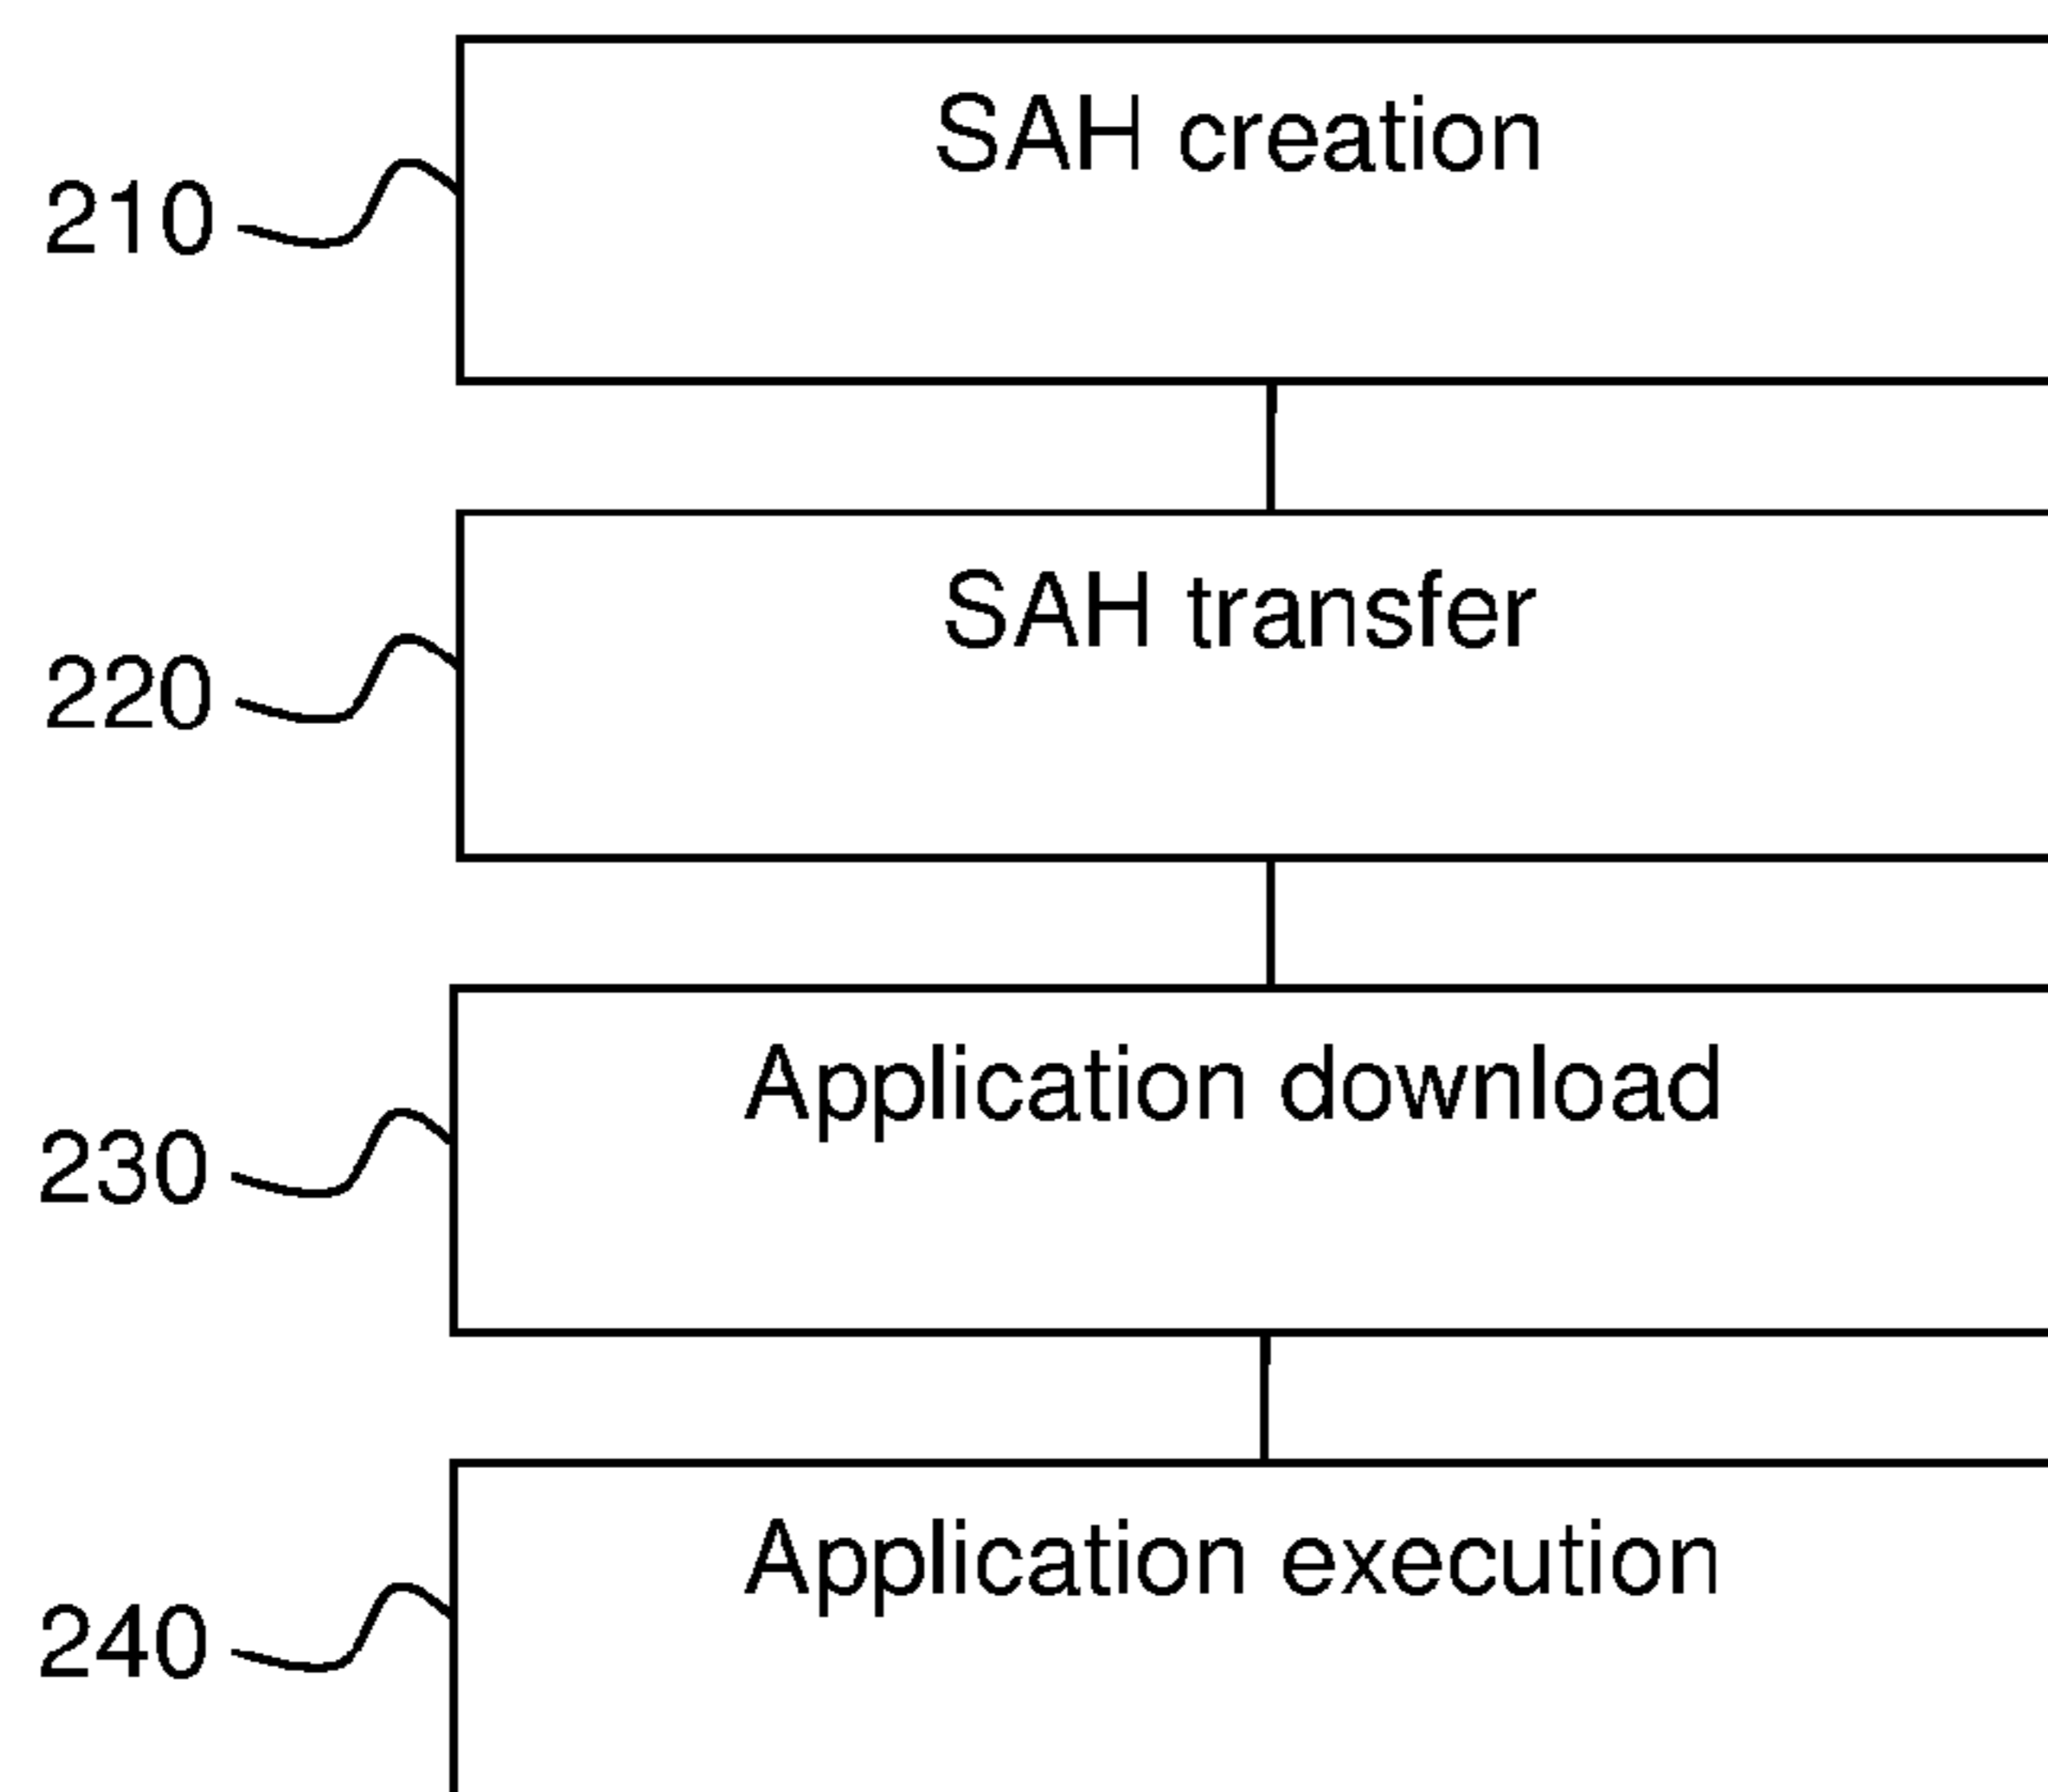 SAH creation
210
SAH transfer
220
Application download
230
Application execution
240